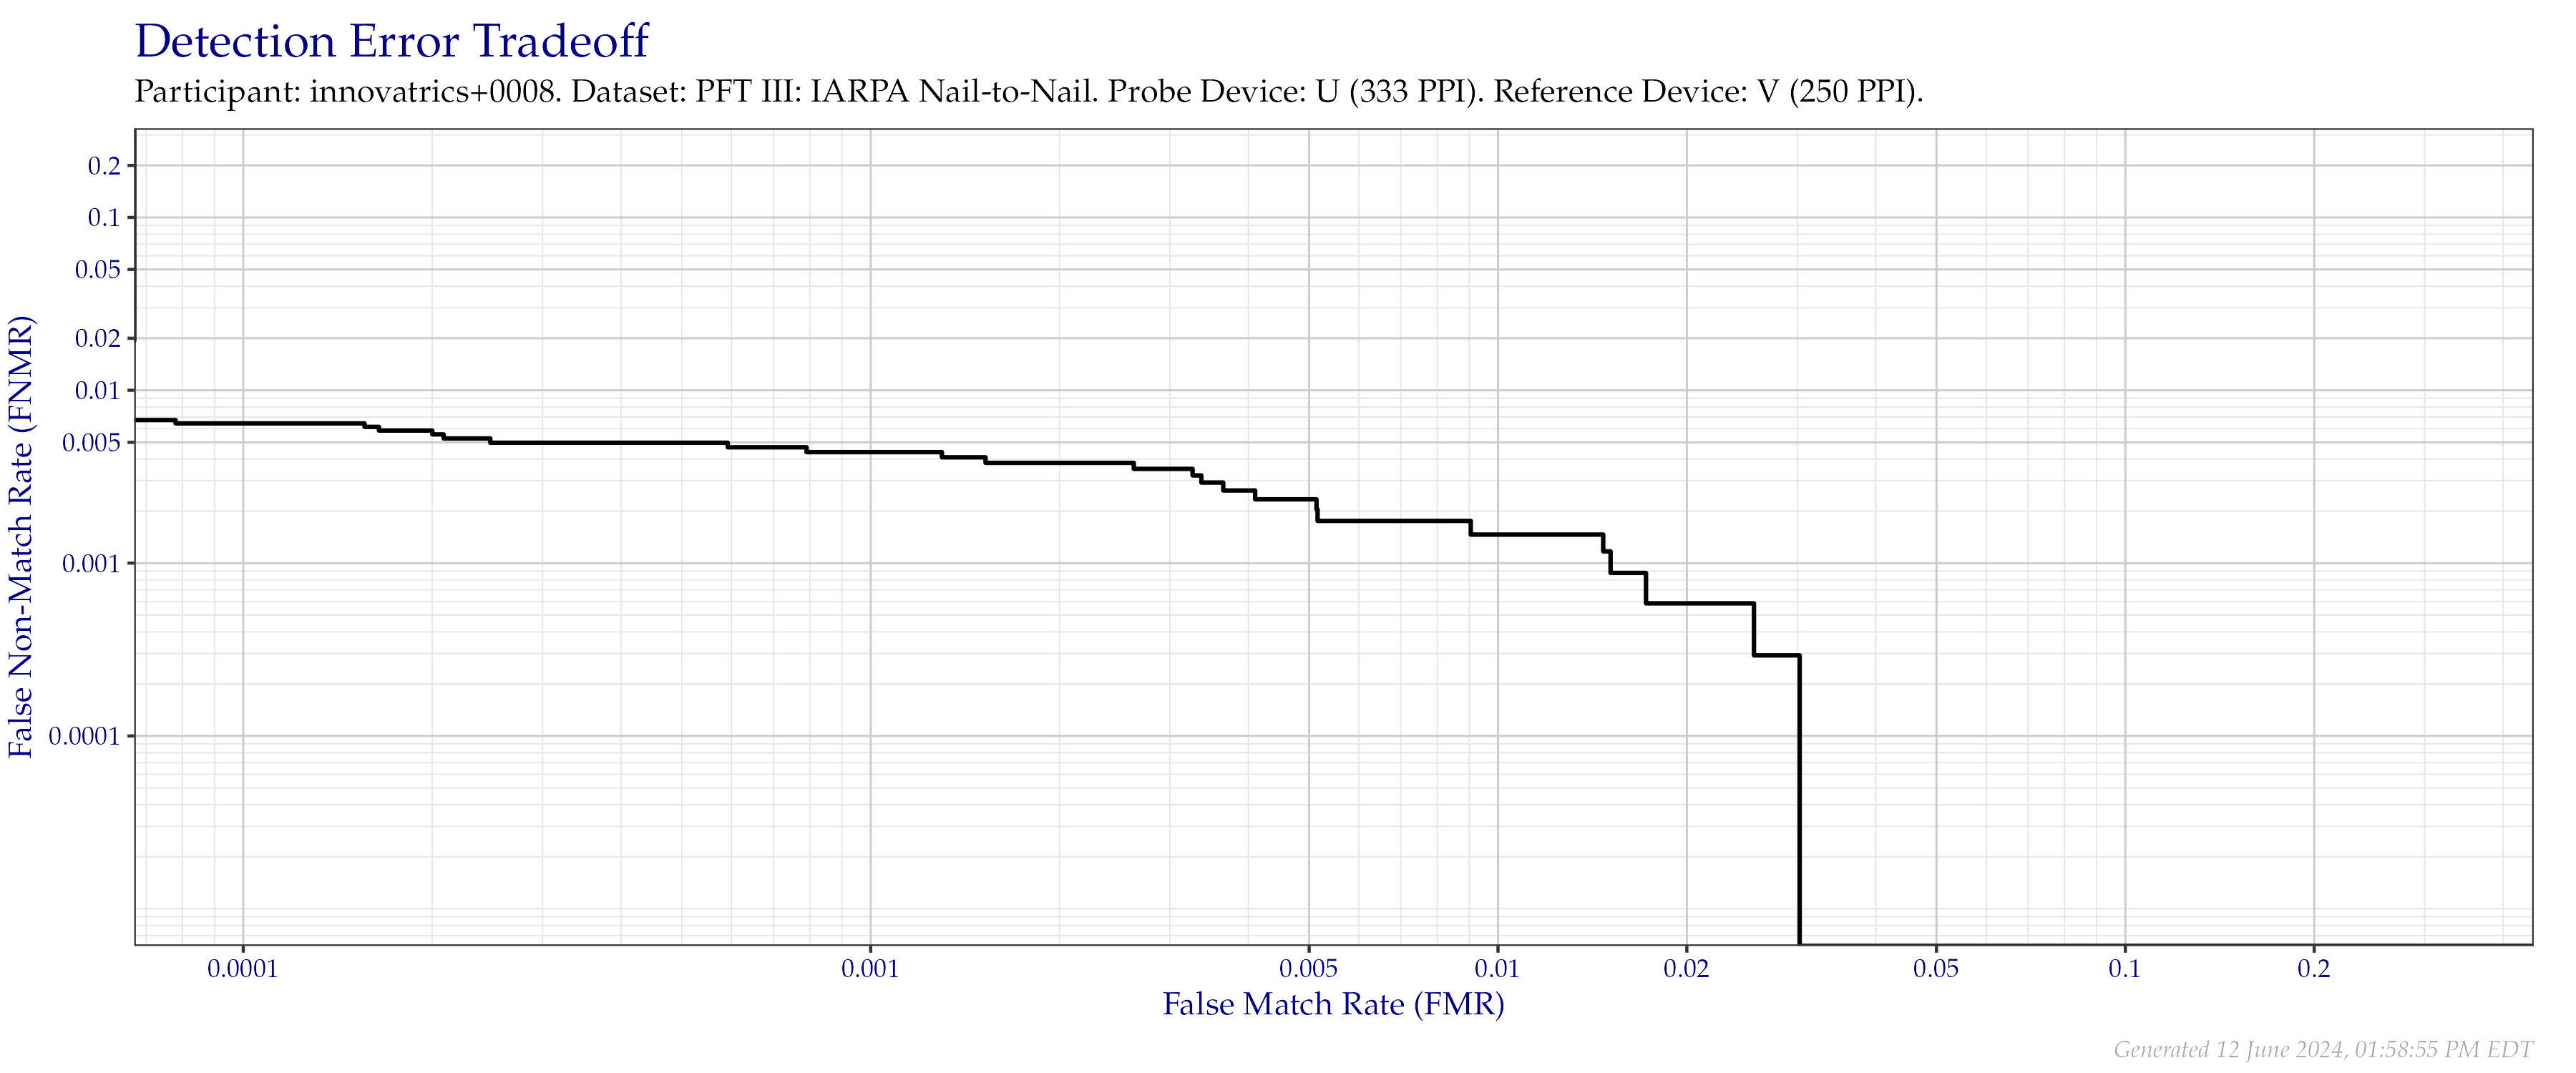 Detection Error Tradeoff
Participant: innovatrics+0008. Dataset: PFT III: IARPA Nail-to-Nail. Probe Device: U (333 PPI). Reference Device: V (250 PPI).
False Non-Match Rate (FNMR)
0.2
0.1
0.05
0.02
0.01
0.005
0.001
0.0001
0.0001 0.001 0.005 0.01 0.02 0.05 0.1 0.2
False Match Rate (FMR)
Generated 12 June 2024, 01:58:55 PM EDT